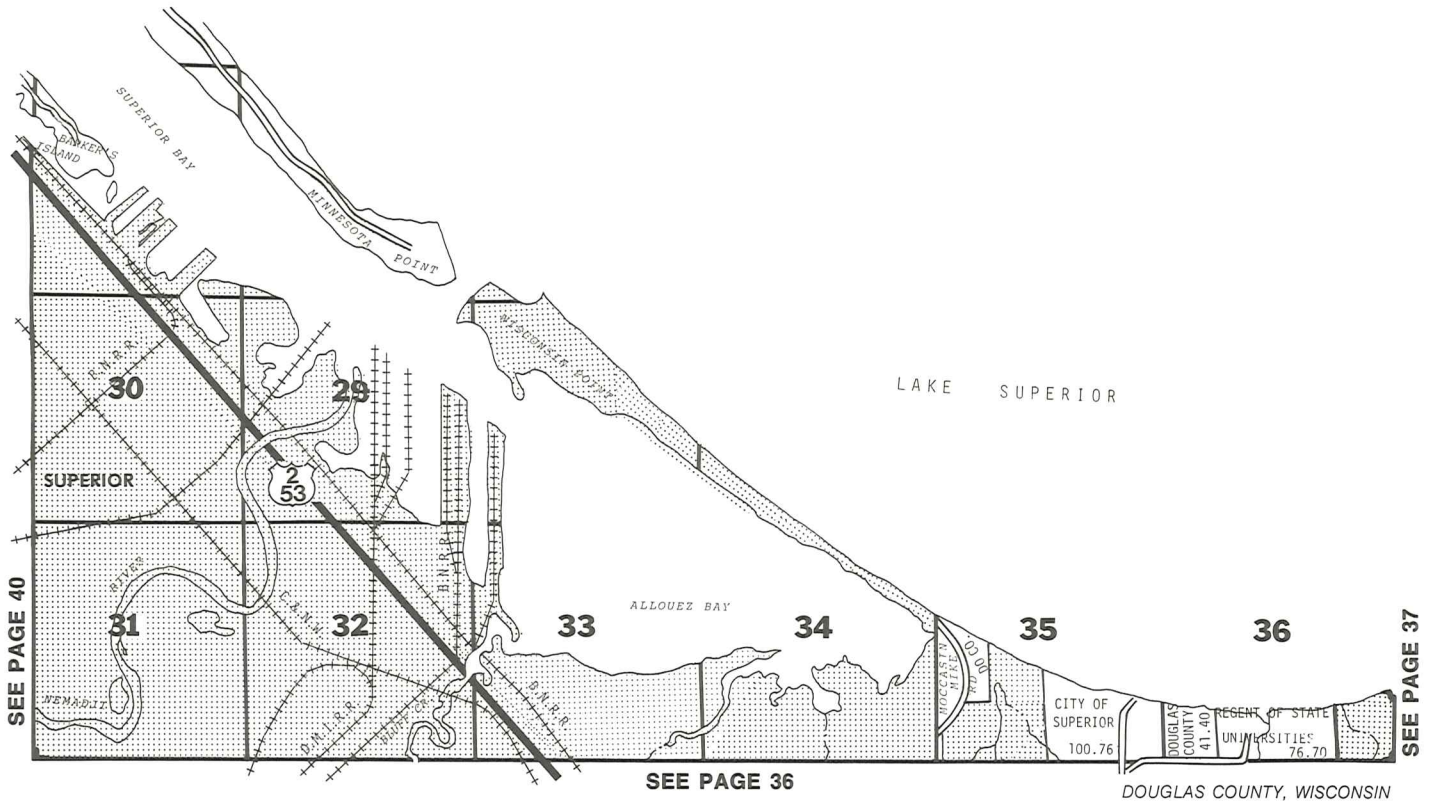 SUPERIOR BAY
BARKER'S
ISLAND
MINNESOTA
POINT
WISCONSIN POINT
LAKE SUPERIOR
B.N.R.R.
30
29
SUPERIOR
2
53
RIVER
31
NEMADJI
C.&N.W.
32
B.N.R.R.
33
ALLOUEZ BAY
34
35
36
D.M.I.R.R.
BLUFF CR.
B.N.R.R.
MOCCASIN
MIKE
RD
DO CO
CITY OF
SUPERIOR
100.76
DOUGLAS
COUNTY
41.40
REGENT OF STATE
UNIVERSITIES
76.70
SEE PAGE 40
SEE PAGE 37
SEE PAGE 36
DOUGLAS COUNTY, WISCONSIN